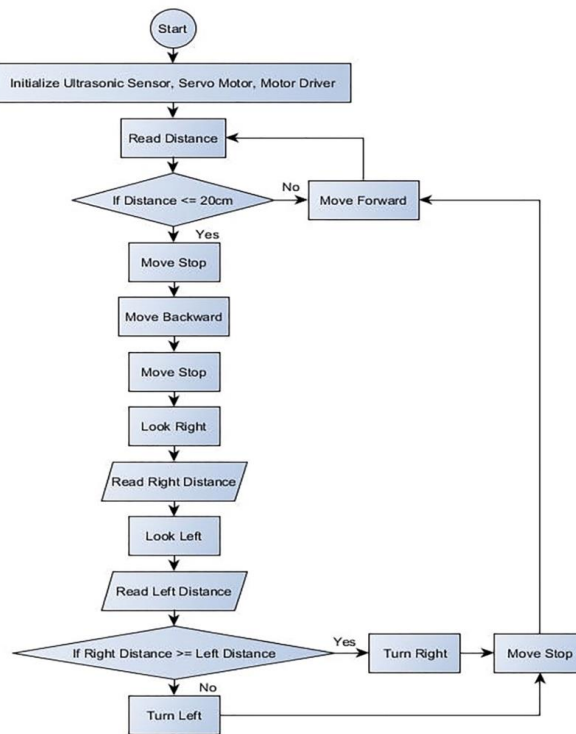 Start
Initialize Ultrasonic Sensor, Servo Motor, Motor Driver
Read Distance
If Distance <= 20cm
No
Move Forward
Yes
Move Stop
Move Backward
Move Stop
Look Right
Read Right Distance
Look Left
Read Left Distance
If Right Distance >= Left Distance
Yes
Turn Right
Move Stop
No
Turn Left